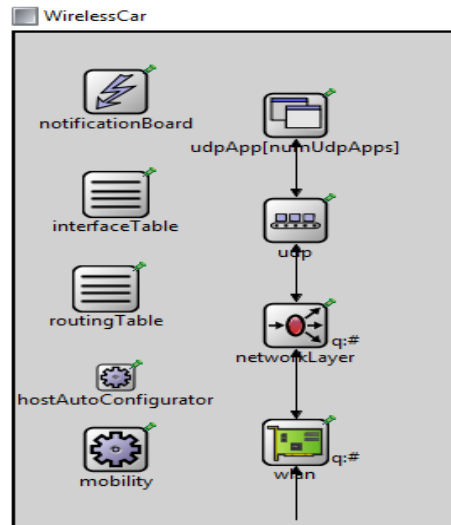 WirelessCar
notificationBoard
udpApp[numUdpApps]
interfaceTable
udp
routingTable
q:#
networkLayer
hostAutoConfigurator
q:#
mobility
wlan